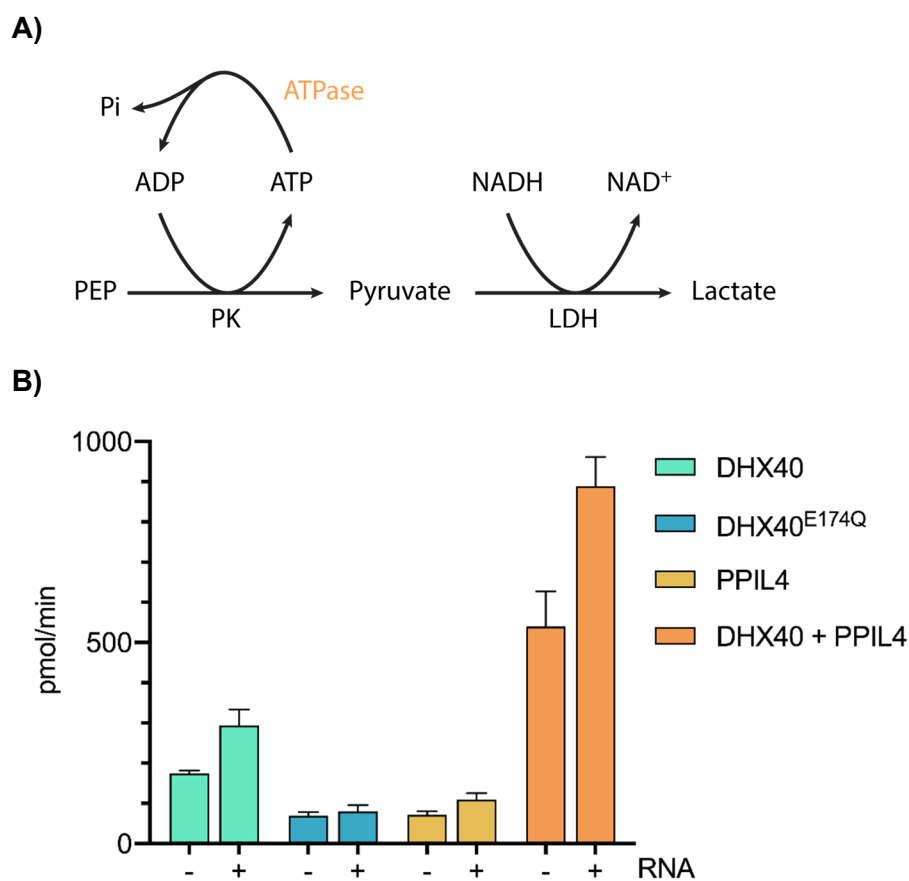 A)
ATPase
Pi
ADP ATP NADH NAD⁺
PEP Pyruvate Lactate
PK LDH
B)
1000
500
0
pmol/min
DHX40
DHX40ᴱ¹⁷⁴Q
PPIL4
DHX40 + PPIL4
- + - + - + - + RNA